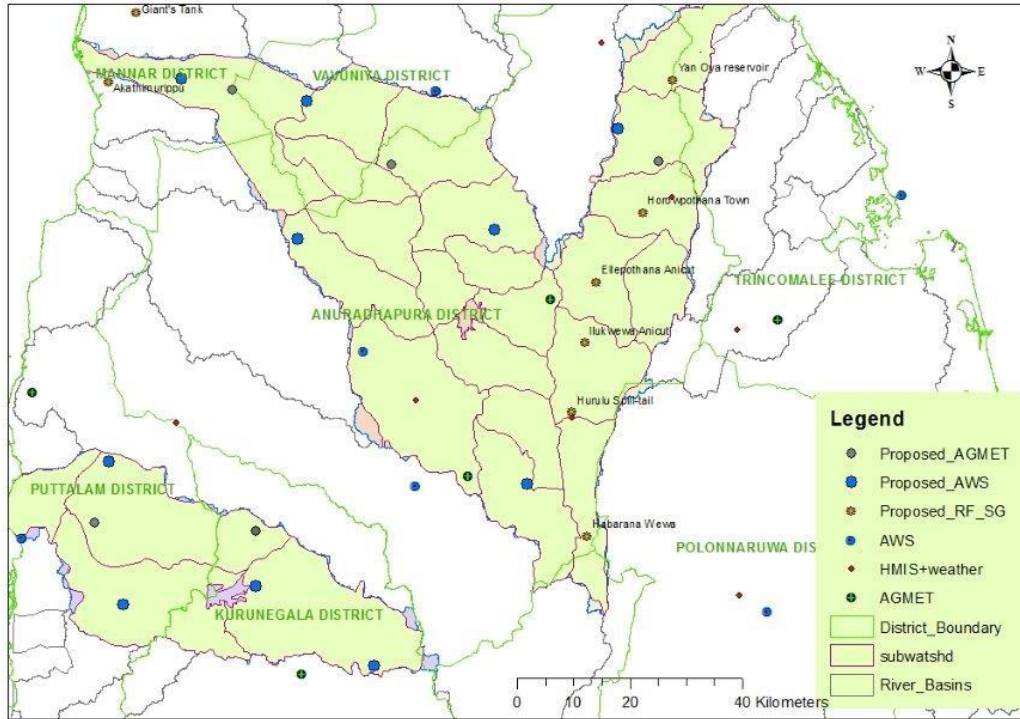 Giant's Tank
N
W E
S
MANNAR DISTRICT
VAVUNIYA DISTRICT
Yan Oya reservoir
Akathimurippu
Horowpothana Town
Ellepothana Anicut
TRINCOMALEE DISTRICT
ANURADHAPURA DISTRICT
Ilukwewa Anicut
Hurulu Spill-tail
Legend
Proposed_AGMET
Proposed_AWS
Proposed_RF_SG
AWS
HMIS+weather
AGMET
District_Boundary
subwatshd
River_Basins
PUTTALAM DISTRICT
Habarana Wewa
POLONNARUWA DIS
KURUNEGALA DISTRICT
0 10 20 40 Kilometers